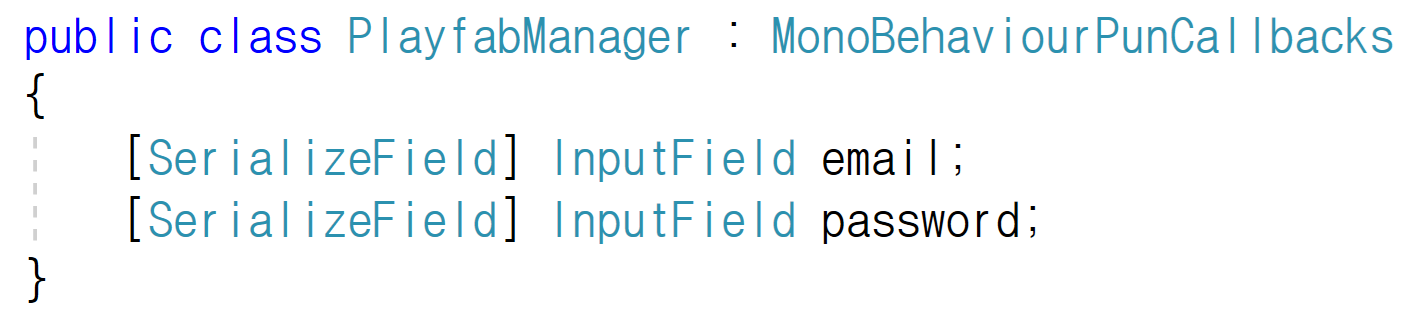 public class PlayfabManager : MonoBehaviourPunCallbacks
{
[SerializeField] InputField email;
[SerializeField] InputField password;
}